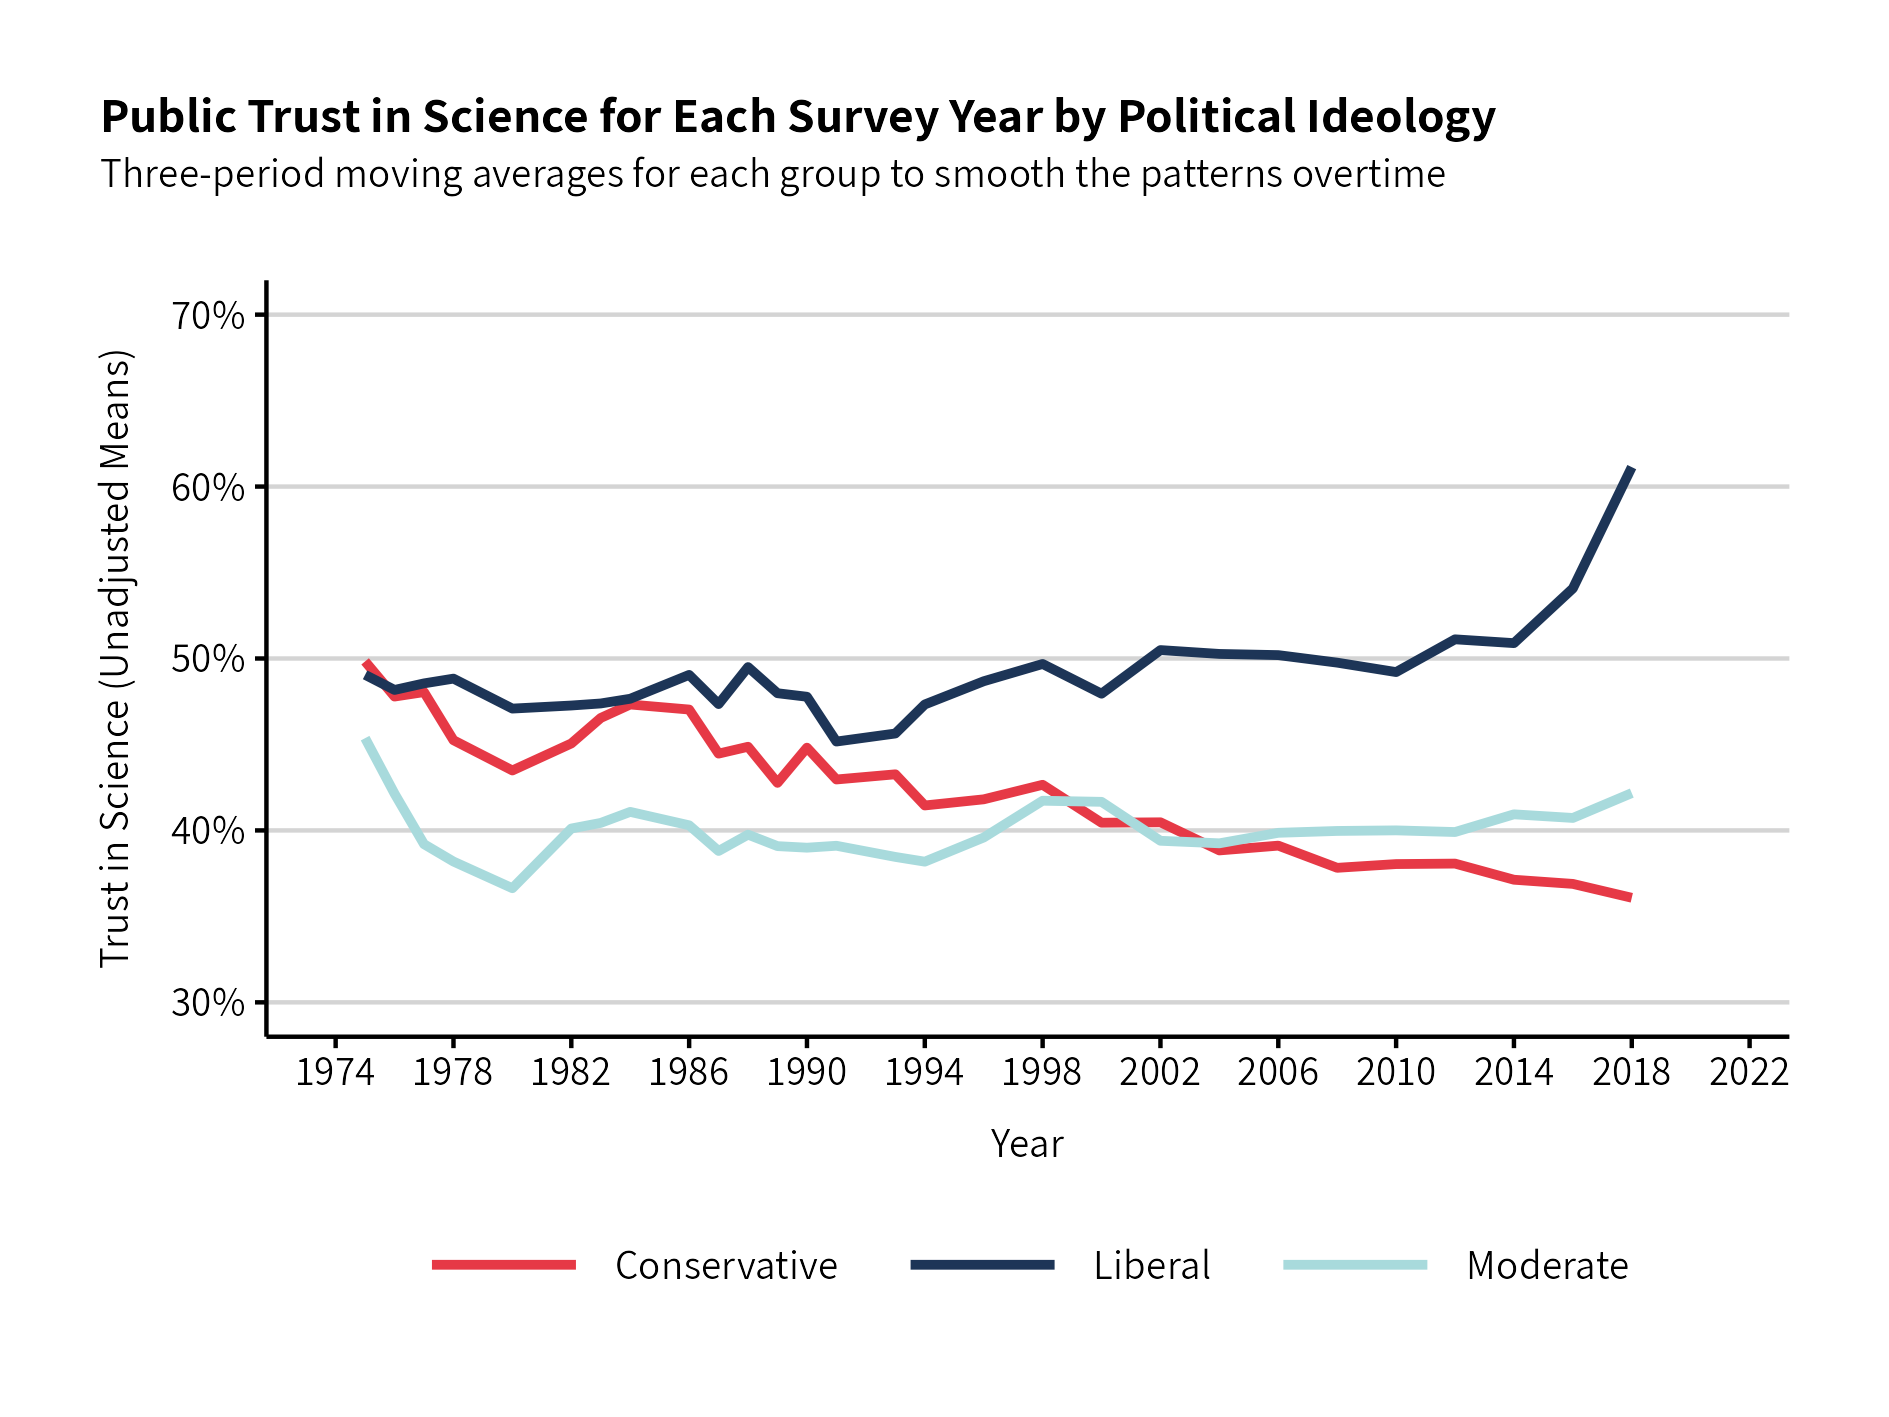 Public Trust in Science for Each Survey Year by Political Ideology
Three-period moving averages for each group to smooth the patterns overtime
Trust in Science (Unadjusted Means)
70%
60%
50%
40%
30%
1974 1978 1982 1986 1990 1994 1998 2002 2006 2010 2014 2018 2022
Year
Conservative Liberal Moderate